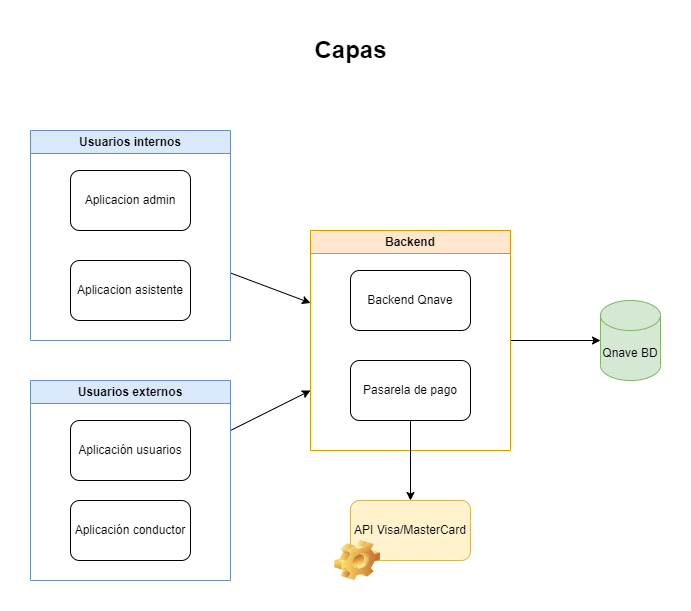 Capas
Usuarios internos
Aplicacion admin
Aplicacion asistente
Backend
Backend Qnave
Pasarela de pago
Qnave BD
Usuarios externos
Aplicación usuarios
Aplicación conductor
API Visa/MasterCard